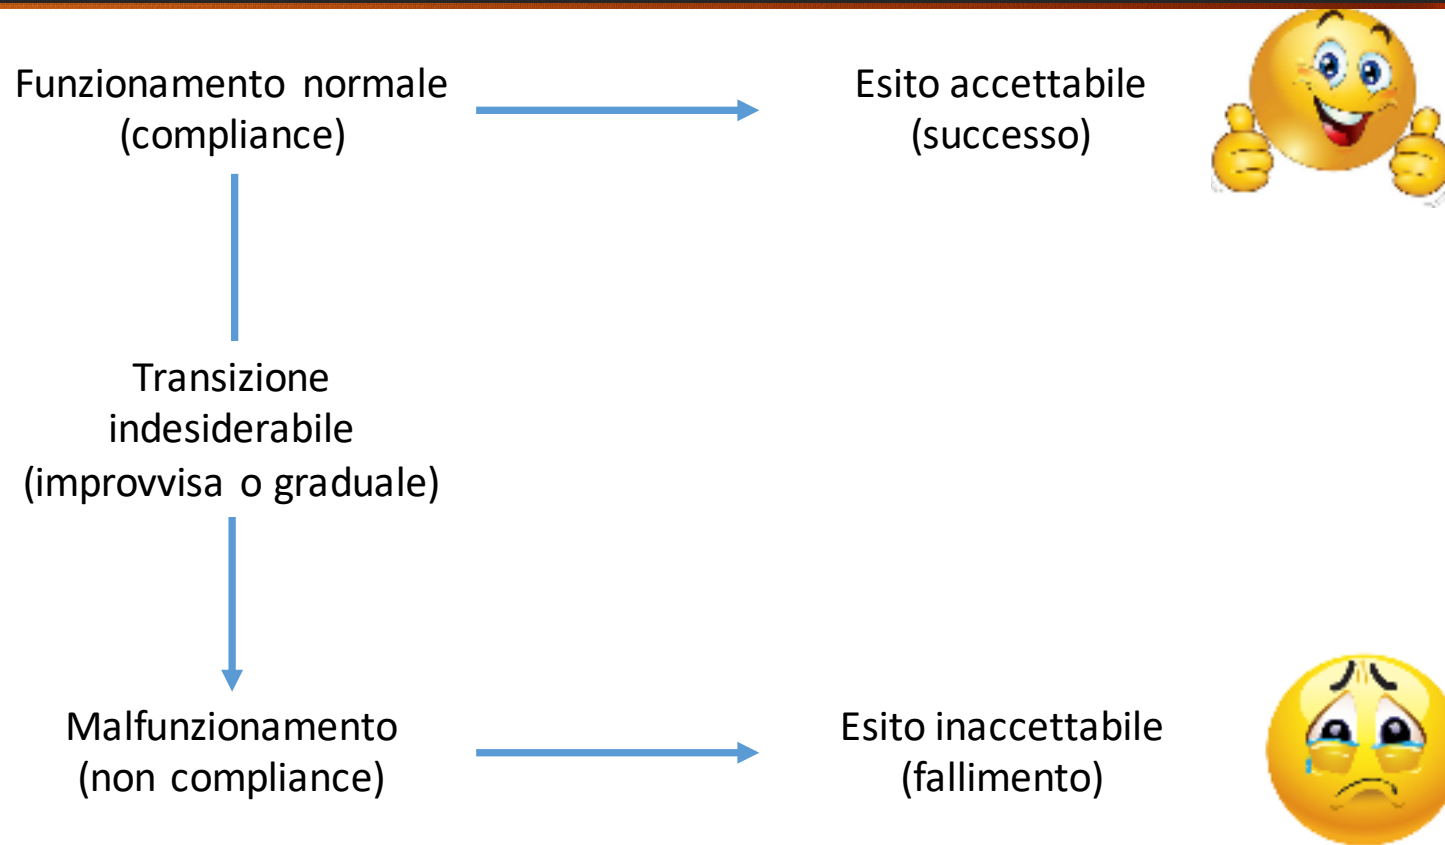 Funzionamento normale
(compliance)
Esito accettabile
(successo)
Transizione
indesiderabile
(improvvisa o graduale)
Malfunzionamento
(non compliance)
Esito inaccettabile
(fallimento)